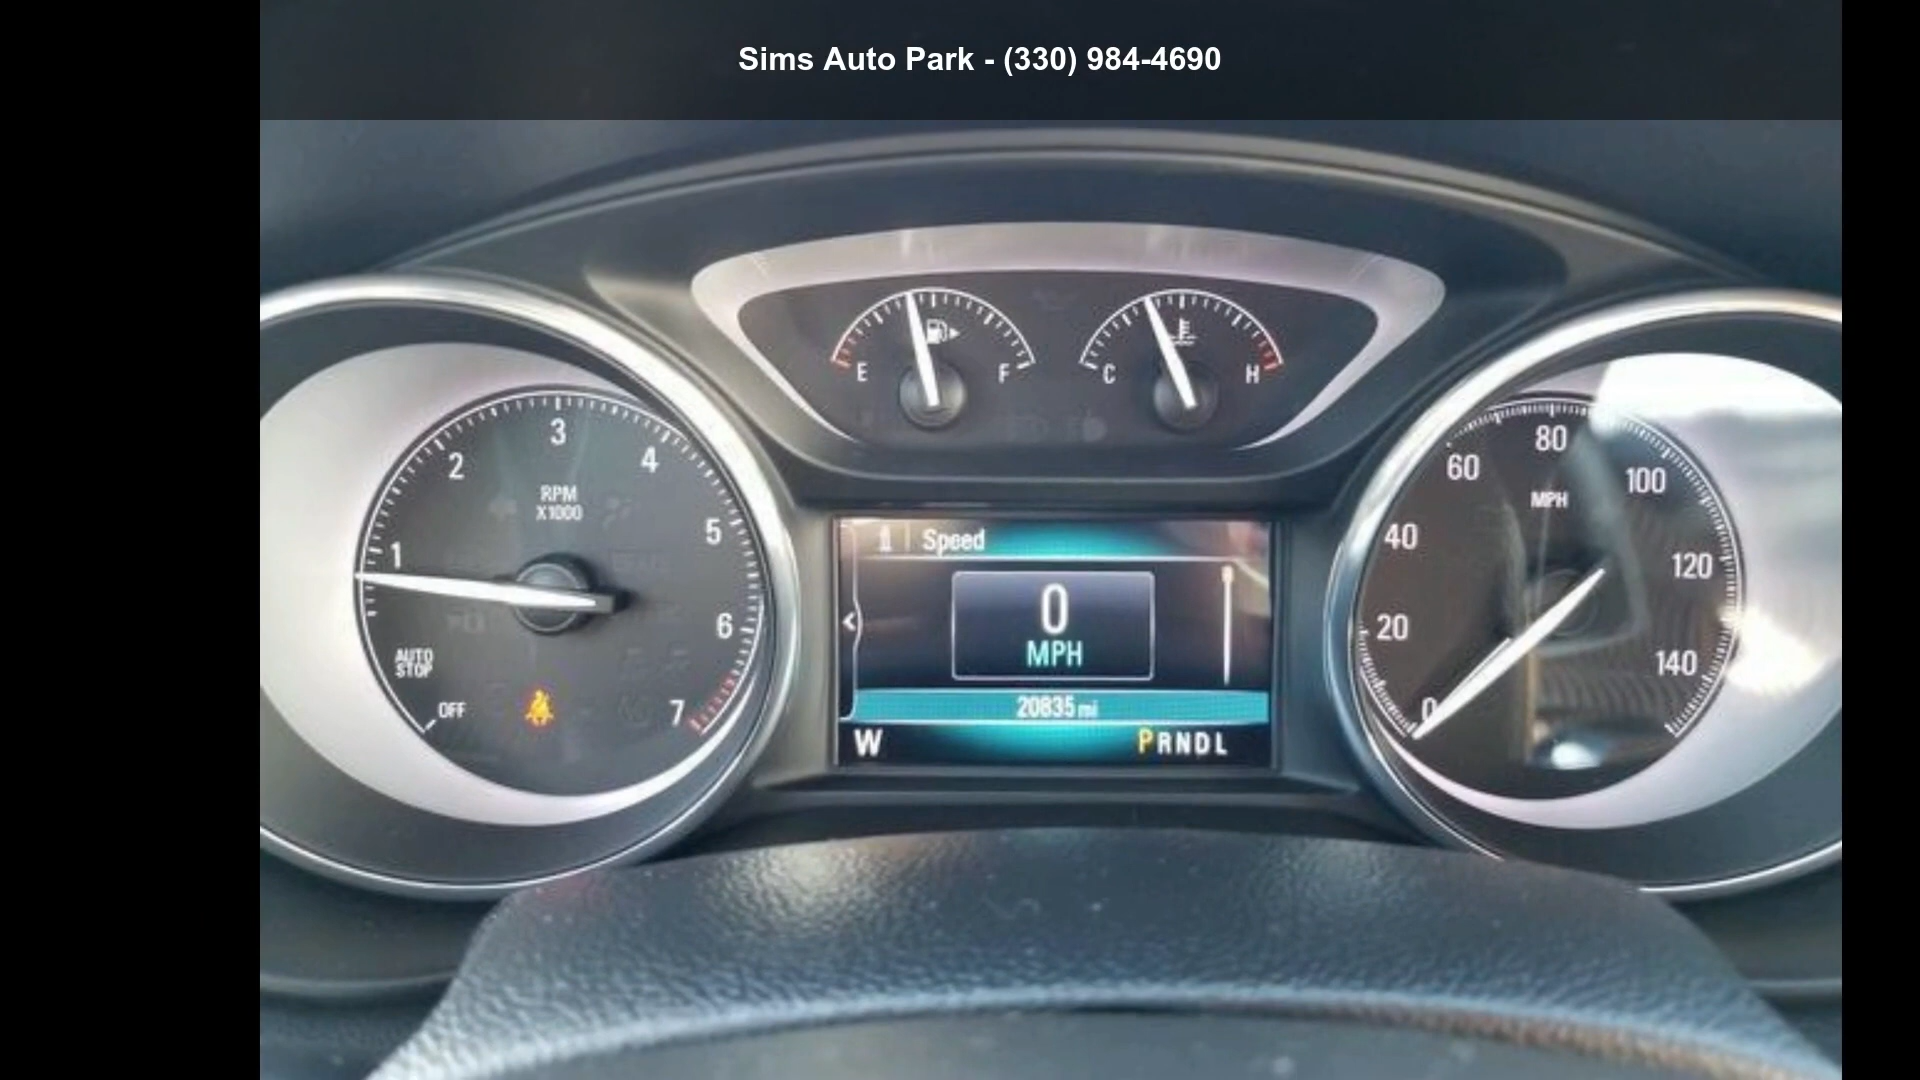 Sims Auto Park - (330) 984-4690
E F
C H
1 2 3 4 5 6 7
RPM
X1000
AUTO
STOP
OFF
Speed
0
MPH
20835 mi
W PRNDL
0 20 40 60 80 100 120 140
MPH